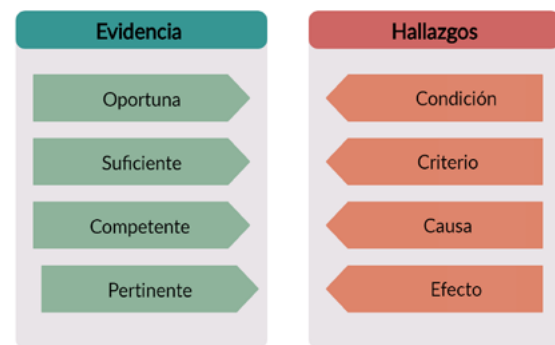 Evidencia
Oportuna
Suficiente
Competente
Pertinente
Hallazgos
Condición
Criterio
Causa
Efecto